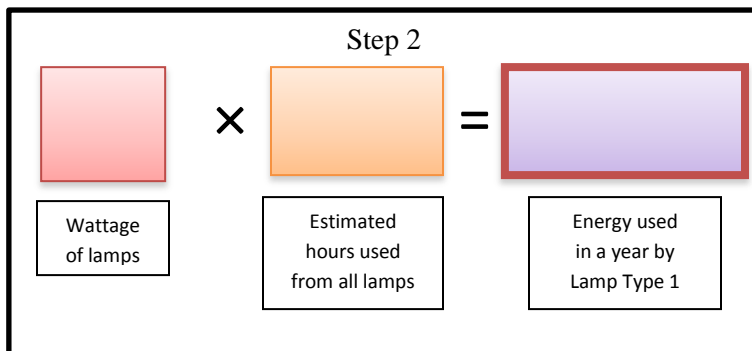 Step 2
× =
Wattage
of lamps
Estimated
hours used
from all lamps
Energy used
in a year by
Lamp Type 1